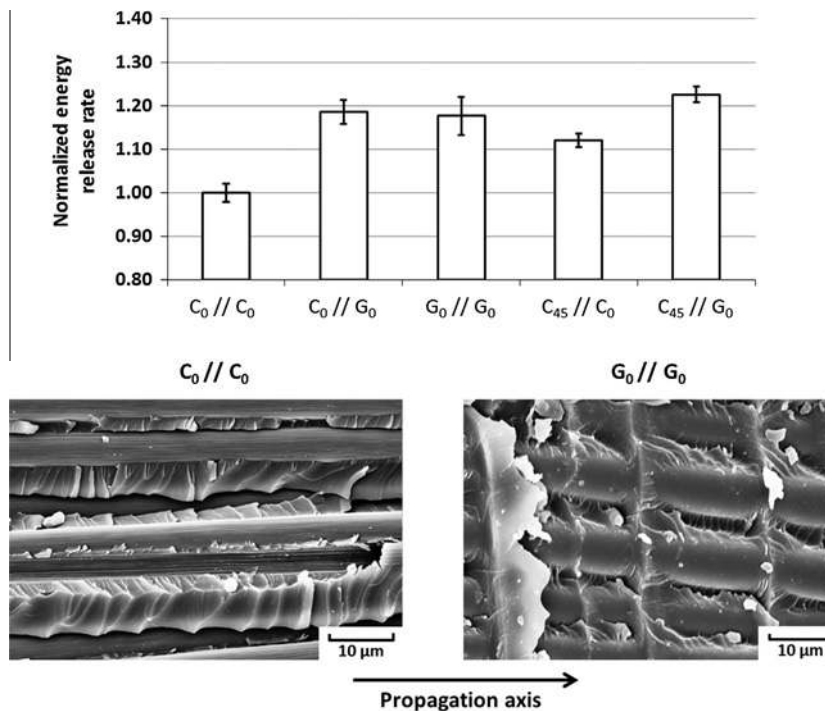 Normalized energy
release rate
1.40
1.30
1.20
1.10
1.00
0.90
0.80
C₀ // C₀
C₀ // G₀
G₀ // G₀
C₄₅ // C₀
C₄₅ // G₀
C₀ // C₀
G₀ // G₀
10 µm
10 µm
Propagation axis